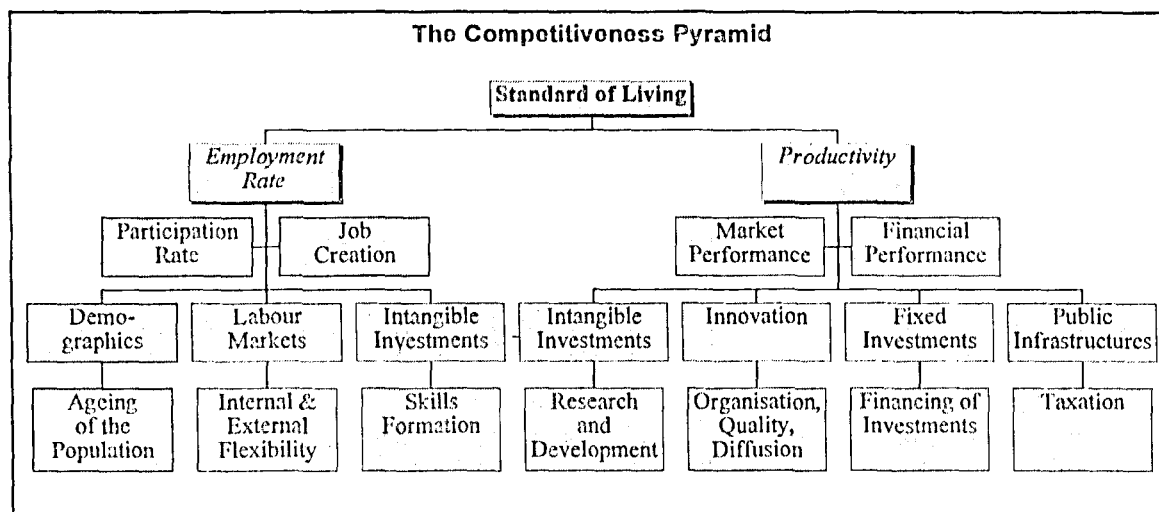 The Competitiveness Pyramid
Standard of Living
Employment
Rate
Productivity
Participation
Rate
Job
Creation
Market
Performance
Financial
Performance
Demo-
graphics
Labour
Markets
Intangible
Investments
Intangible
Investments
Innovation
Fixed
Investments
Public
Infrastructures
Ageing
of the
Population
Internal &
External
Flexibility
Skills
Formation
Research
and
Development
Organisation,
Quality,
Diffusion
Financing of
Investments
Taxation